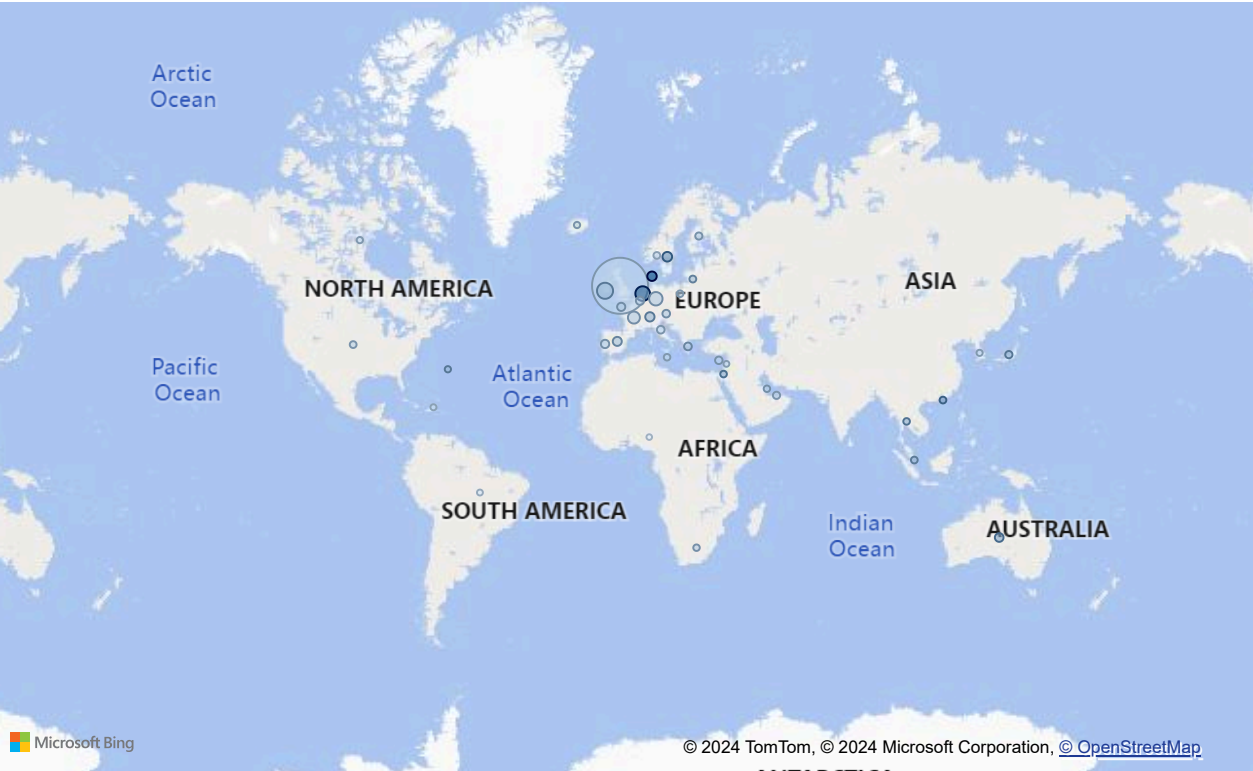 Arctic
Ocean
NORTH AMERICA
ASIA
EUROPE
Pacific
Ocean
Atlantic
Ocean
AFRICA
SOUTH AMERICA
Indian
Ocean
AUSTRALIA
Microsoft Bing
© 2024 TomTom, © 2024 Microsoft Corporation, © OpenStreetMap